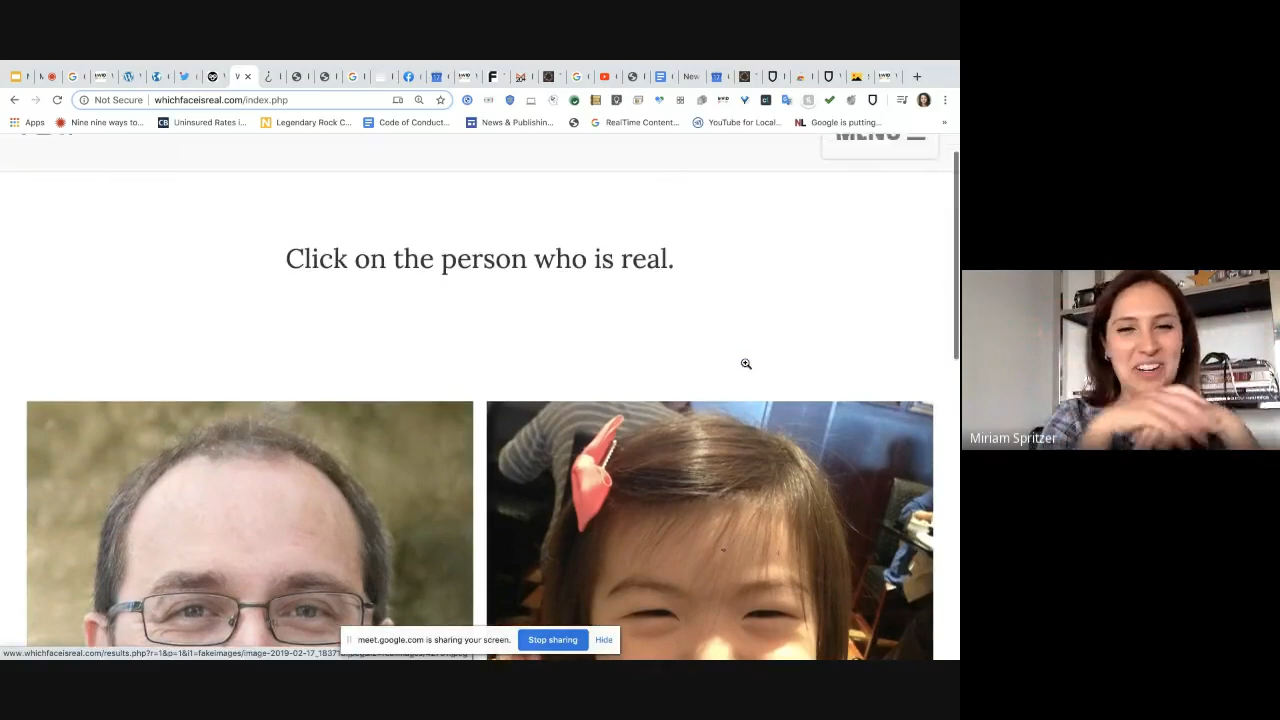 Not Secure | whichfaceisreal.com/index.php
Apps Nine nine ways to... Uninsured Rates i... Legendary Rock C... Code of Conduct... News & Publishin... RealTime Content... YouTube for Local... Google is putting... »
MENU
Click on the person who is real.
Miriam Spritzer
meet.google.com is sharing your screen. Stop sharing Hide